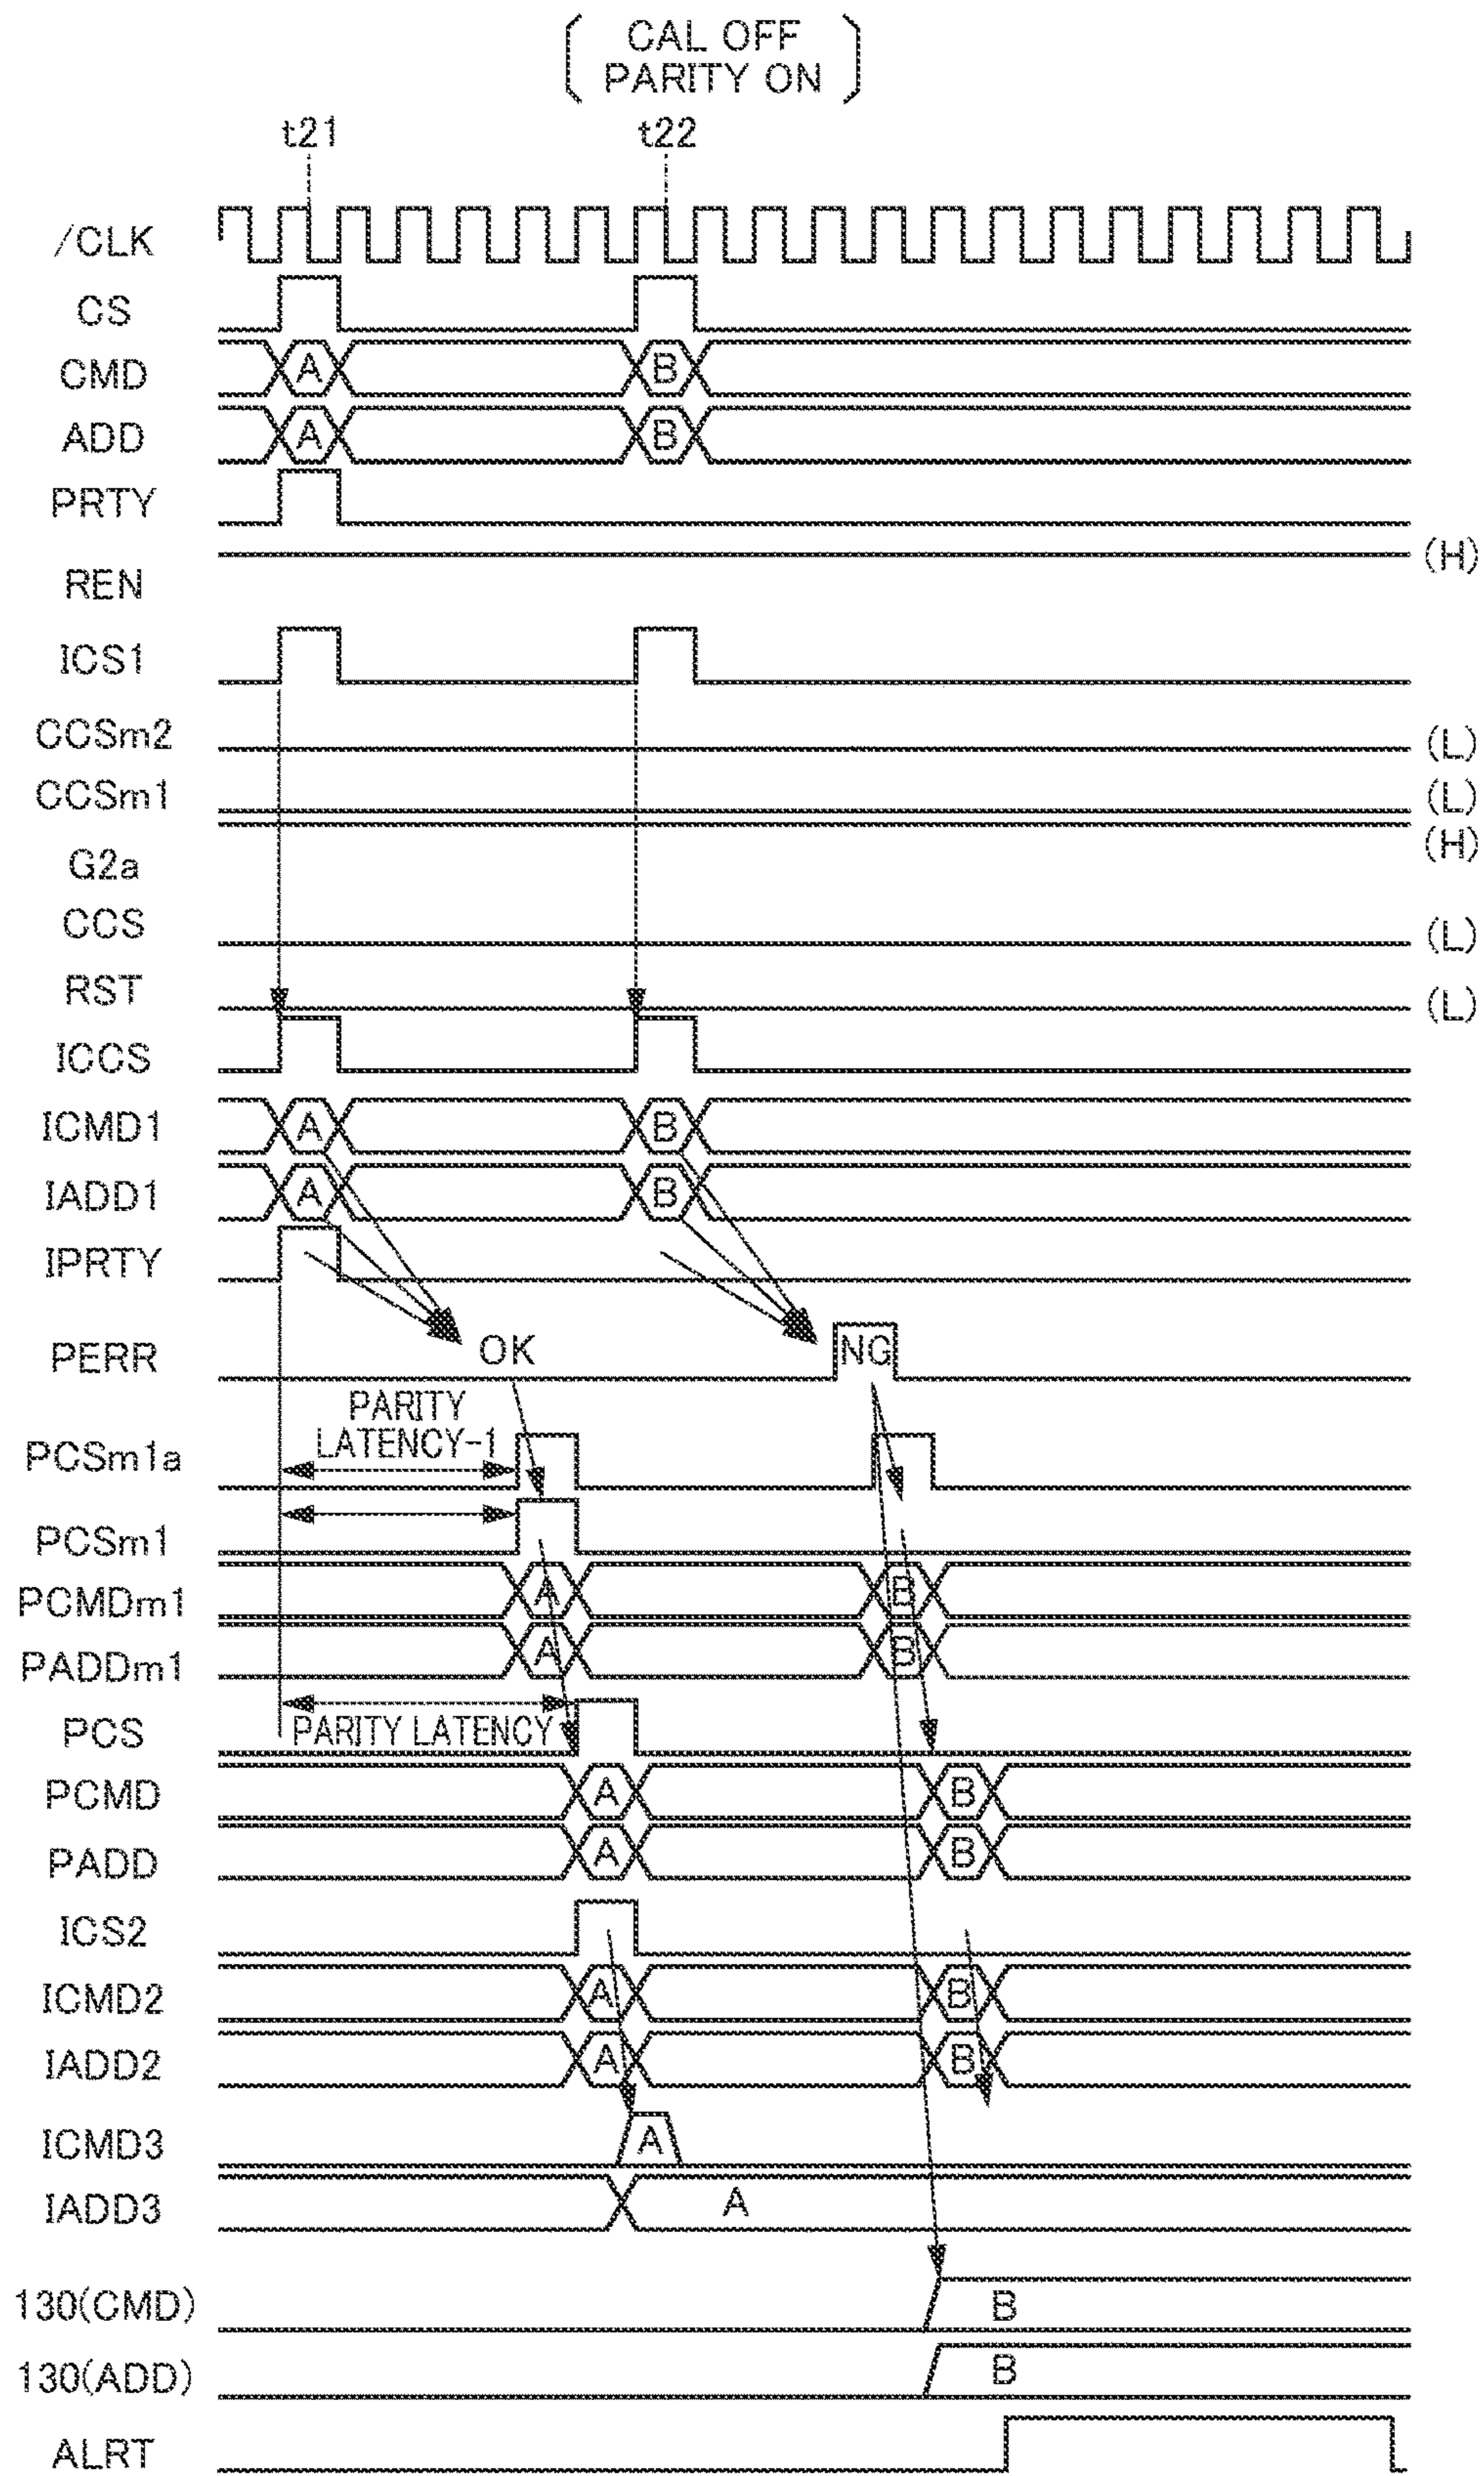 CAL OFF
PARITY ON
t21 t22
/CLK
CS
CMD A B
ADD A B
PRTY
REN (H)
ICS1
CCSm2 (L)
CCSm1 (L)
G2a (H)
CCS (L)
RST (L)
ICCS
ICMD1 A B
IADD1 A B
IPRTY
PERR OK NG
PARITY
LATENCY-1
PCSm1a
PCSm1
PCMDm1 A B
PADDm1 A B
PCS PARITY LATENCY
PCMD A B
PADD A B
ICS2
ICMD2 A B
IADD2 A B
ICMD3 A
IADD3 A
130(CMD) B
130(ADD) B
ALRT